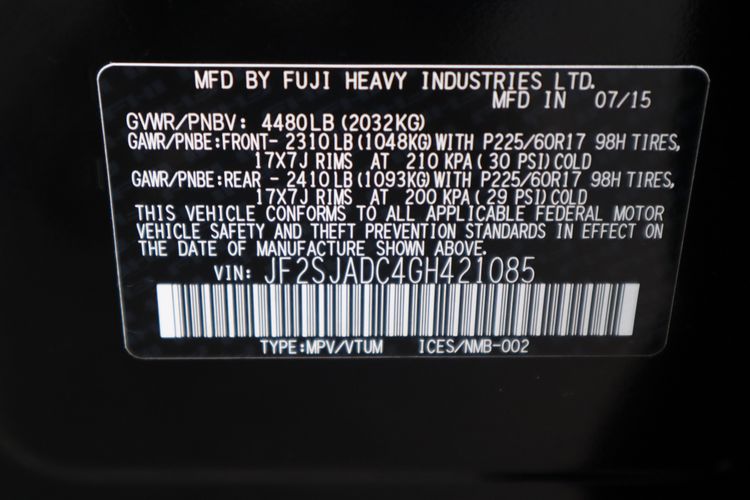 MFD BY FUJI HEAVY INDUSTRIES LTD.
MFD IN 07/15
GVWR/PNBV: 4480LB (2032KG)
GAWR/PNBE:FRONT- 2310 LB (1048KG) WITH P225/60R17 98H TIRES,
17X7J RIMS AT 210 KPA ( 30 PSI) COLD
GAWR/PNBE:REAR - 2410 LB (1093KG) WITH P225/60R17 98H TIRES,
17X7J RIMS AT 200 KPA ( 29 PSI) COLD
THIS VEHICLE CONFORMS TO ALL APPLICABLE FEDERAL MOTOR
VEHICLE SAFETY AND THEFT PREVENTION STANDARDS IN EFFECT ON
THE DATE OF MANUFACTURE SHOWN ABOVE.
VIN: JF2SJADC4GH421085
TYPE:MPV/VTUM ICES/NMB-002